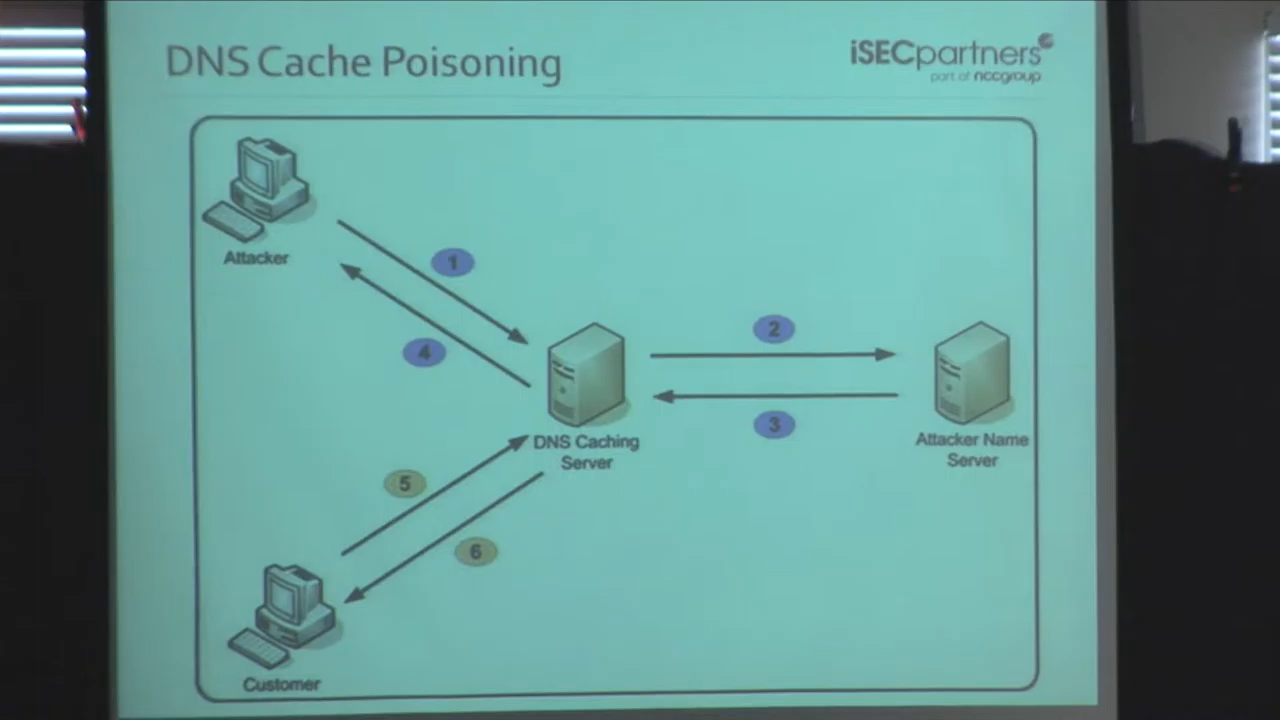 DNS Cache Poisoning
iSECpartners
part of nccgroup
Attacker
1
4
2
3
DNS Caching
Server
Attacker Name
Server
5
6
Customer